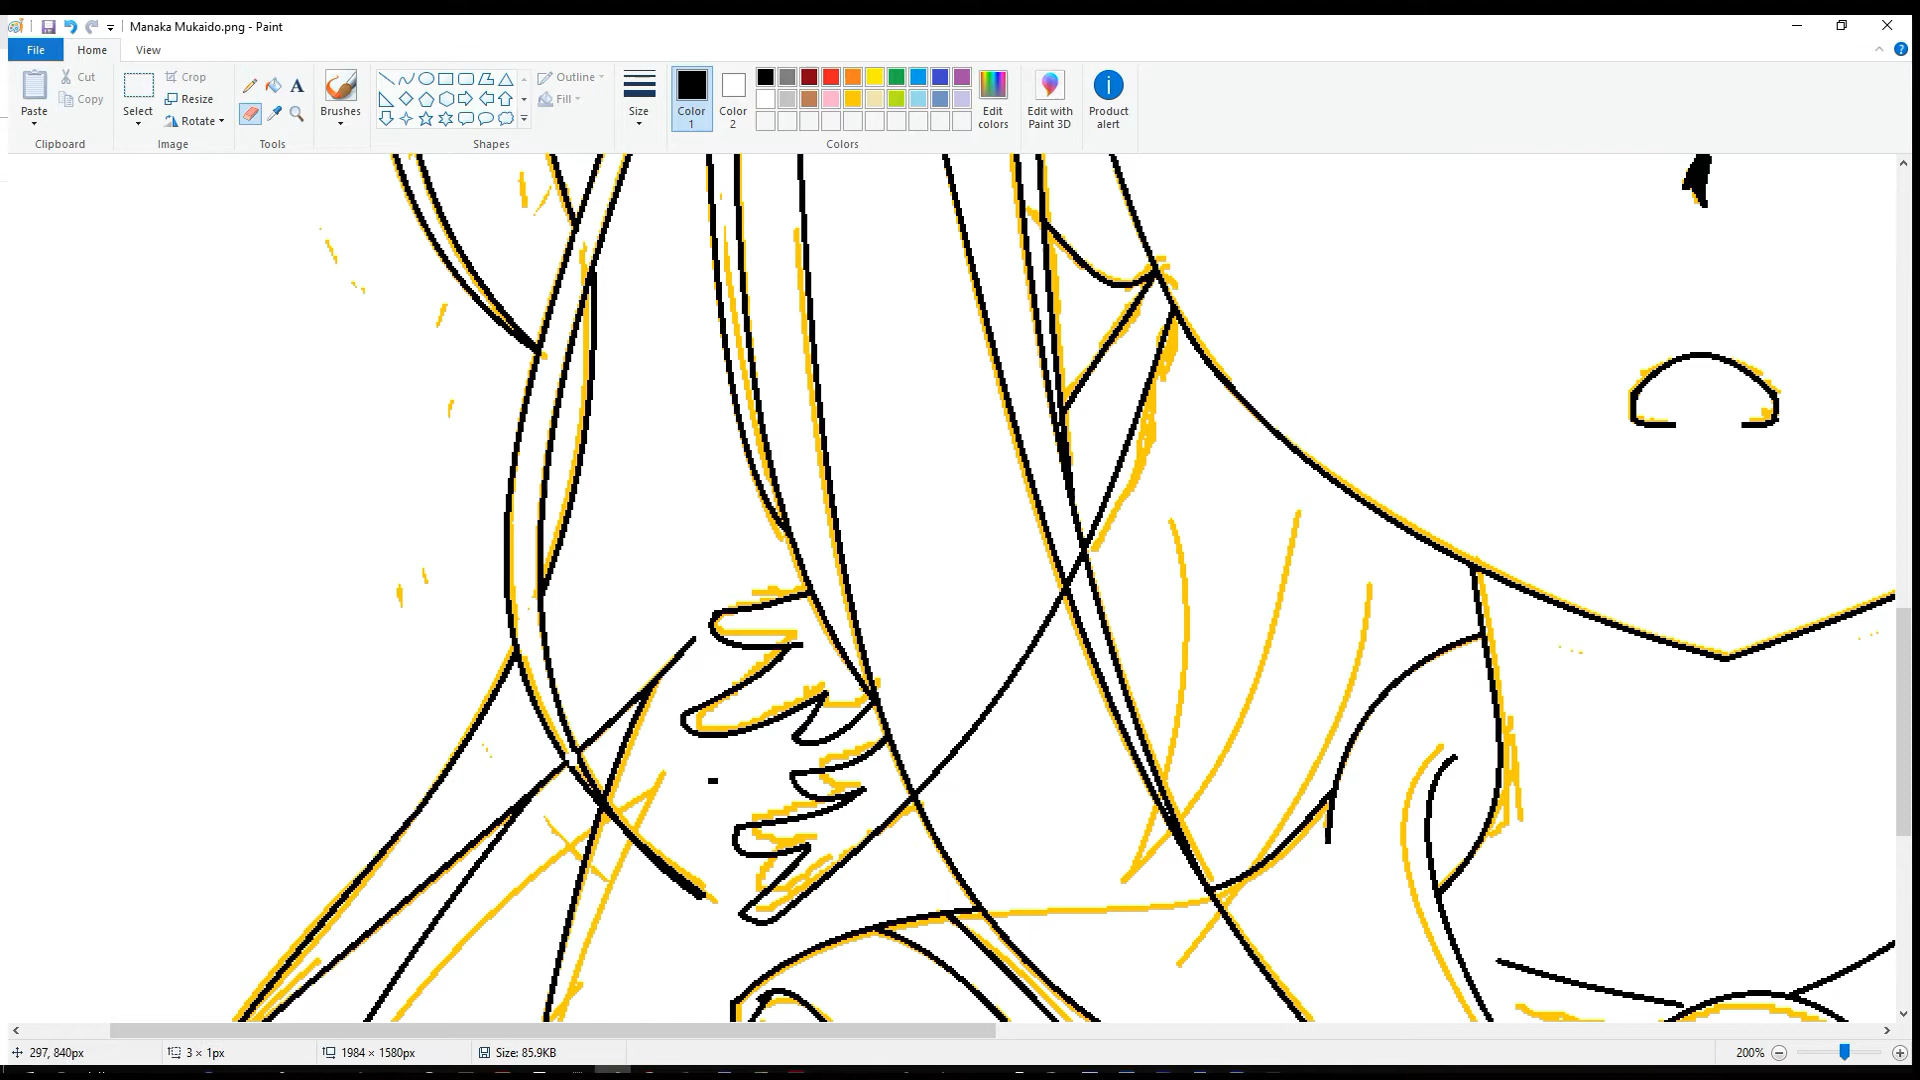 Manaka Mukaido.png - Paint
File Home View
Paste Cut Copy Clipboard
Select Crop Resize Rotate Image
A Tools
Brushes
Shapes Outline Fill
Size
Color 1 Color 2 Edit colors Colors
Edit with Paint 3D
Product alert
297, 840px 3 × 1px 1984 × 1580px Size: 85.9KB 200%